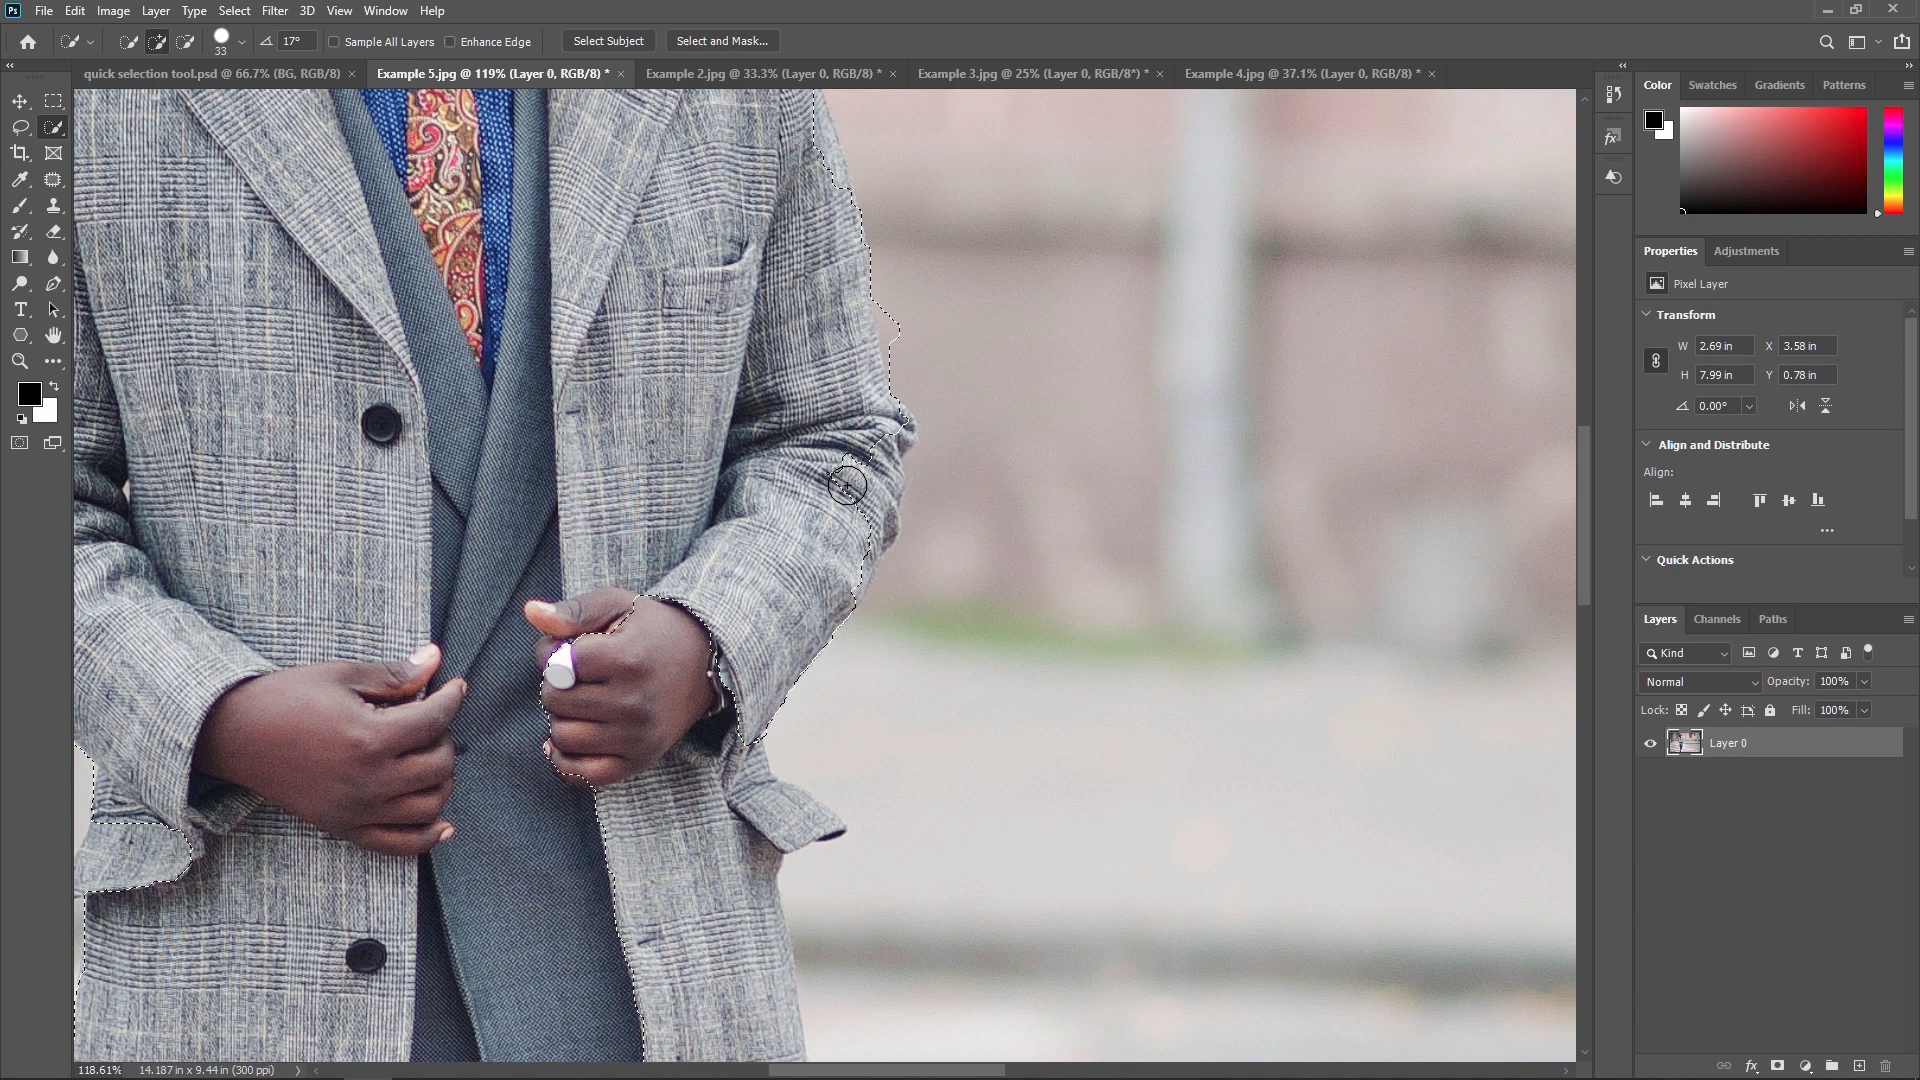 Ps File Edit Image Layer Type Select Filter 3D View Window Help
33 17° Sample All Layers Enhance Edge Select Subject Select and Mask...
quick selection tool.psd @ 66.7% (BG, RGB/8) × Example 5.jpg @ 119% (Layer 0, RGB/8) * × Example 2.jpg @ 33.3% (Layer 0, RGB/8) * × Example 3.jpg @ 25% (Layer 0, RGB/8*) * × Example 4.jpg @ 37.1% (Layer 0, RGB/8) * ×
Color Swatches Gradients Patterns
Properties Adjustments
Pixel Layer
Transform
W 2.69 in X 3.58 in
H 7.99 in Y 0.78 in
0.00°
Align and Distribute
Align:
...
Quick Actions
Layers Channels Paths
Kind
Normal Opacity: 100%
Lock: Fill: 100%
Layer 0
118.61% 14.187 in x 9.44 in (300 ppi)